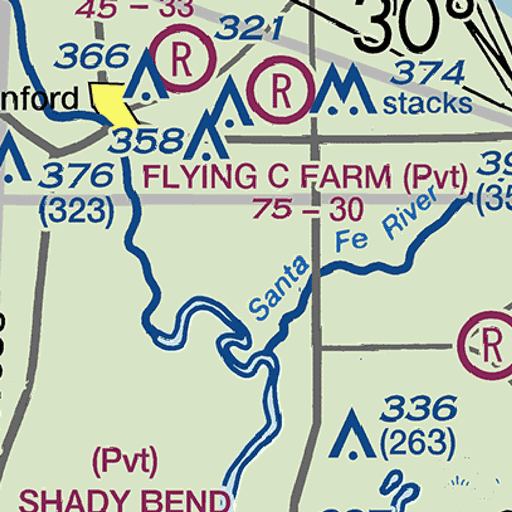 45 - 33
321
30°
366
R
R
374
stacks
nford
358
376
(323)
FLYING C FARM (Pvt)
75 - 30
Santa Fe River
R
336
(263)
(Pvt)
SHADY BEND